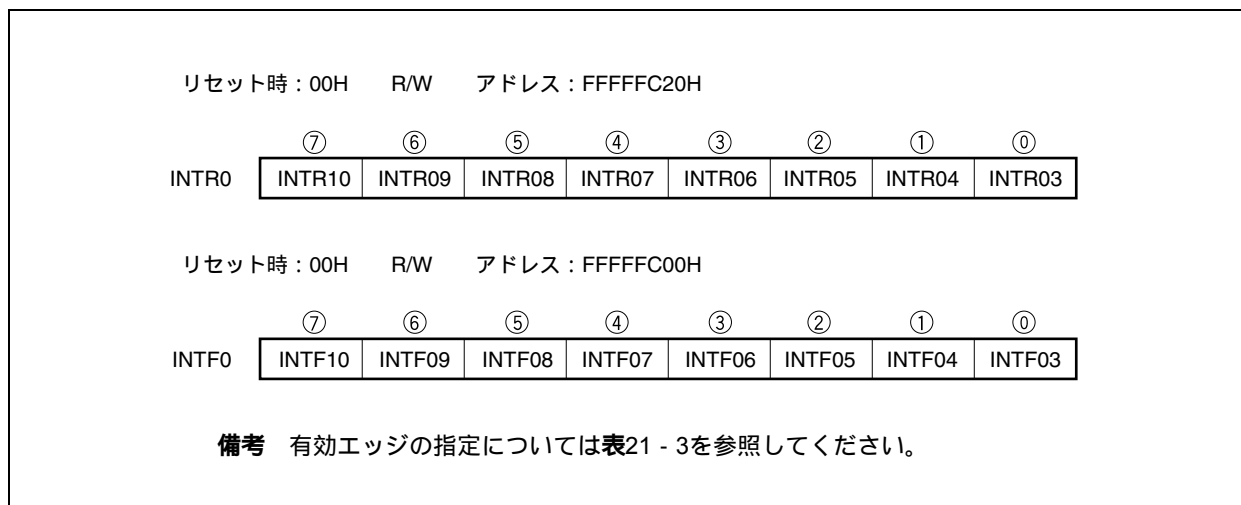 リセット時：00H　　R/W　　アドレス：FFFFFC20H
⑦ ⑥ ⑤ ④ ③ ② ① ⓪
INTR0 INTR10 INTR09 INTR08 INTR07 INTR06 INTR05 INTR04 INTR03
リセット時：00H　　R/W　　アドレス：FFFFFC00H
⑦ ⑥ ⑤ ④ ③ ② ① ⓪
INTF0 INTF10 INTF09 INTF08 INTF07 INTF06 INTF05 INTF04 INTF03
備考　有効エッジの指定については表21 - 3を参照してください。